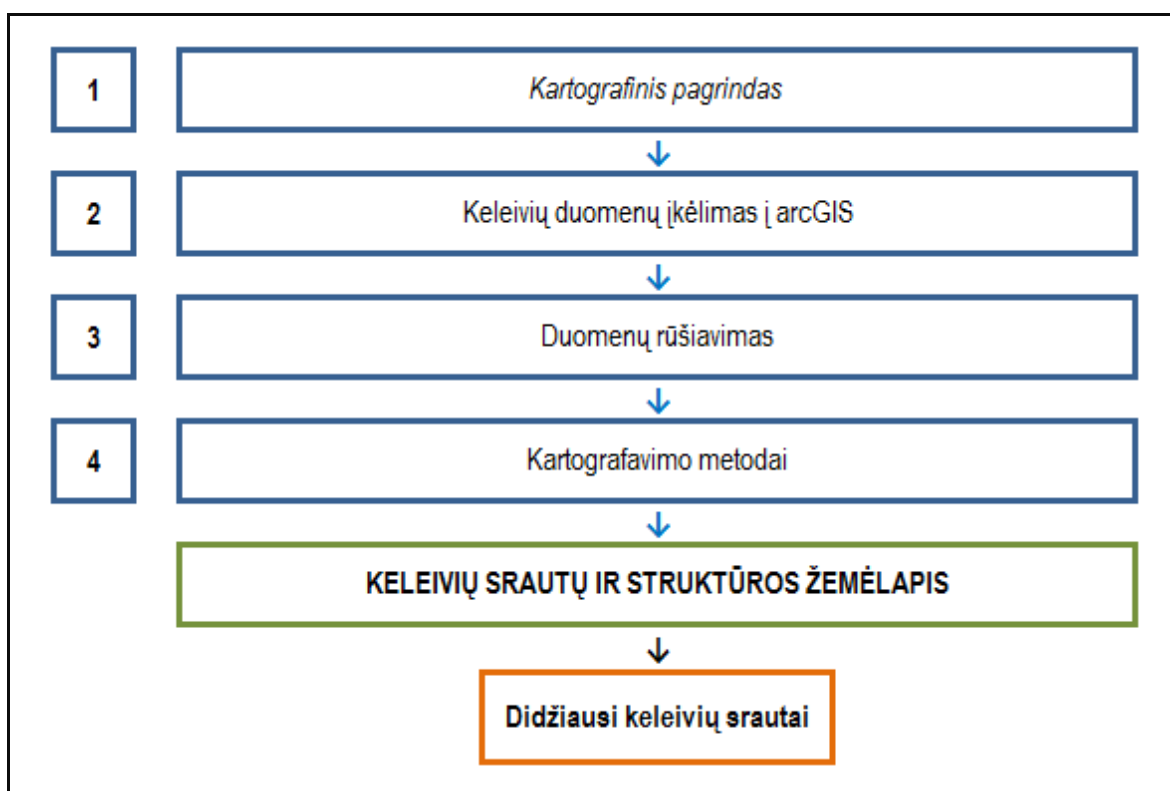 1 Kartografinis pagrindas
2 Keleivių duomenų įkėlimas į arcGIS
3 Duomenų rūšiavimas
4 Kartografavimo metodai
KELEIVIŲ SRAUTŲ IR STRUKTŪROS ŽEMĖLAPIS
Didžiausi keleivių srautai